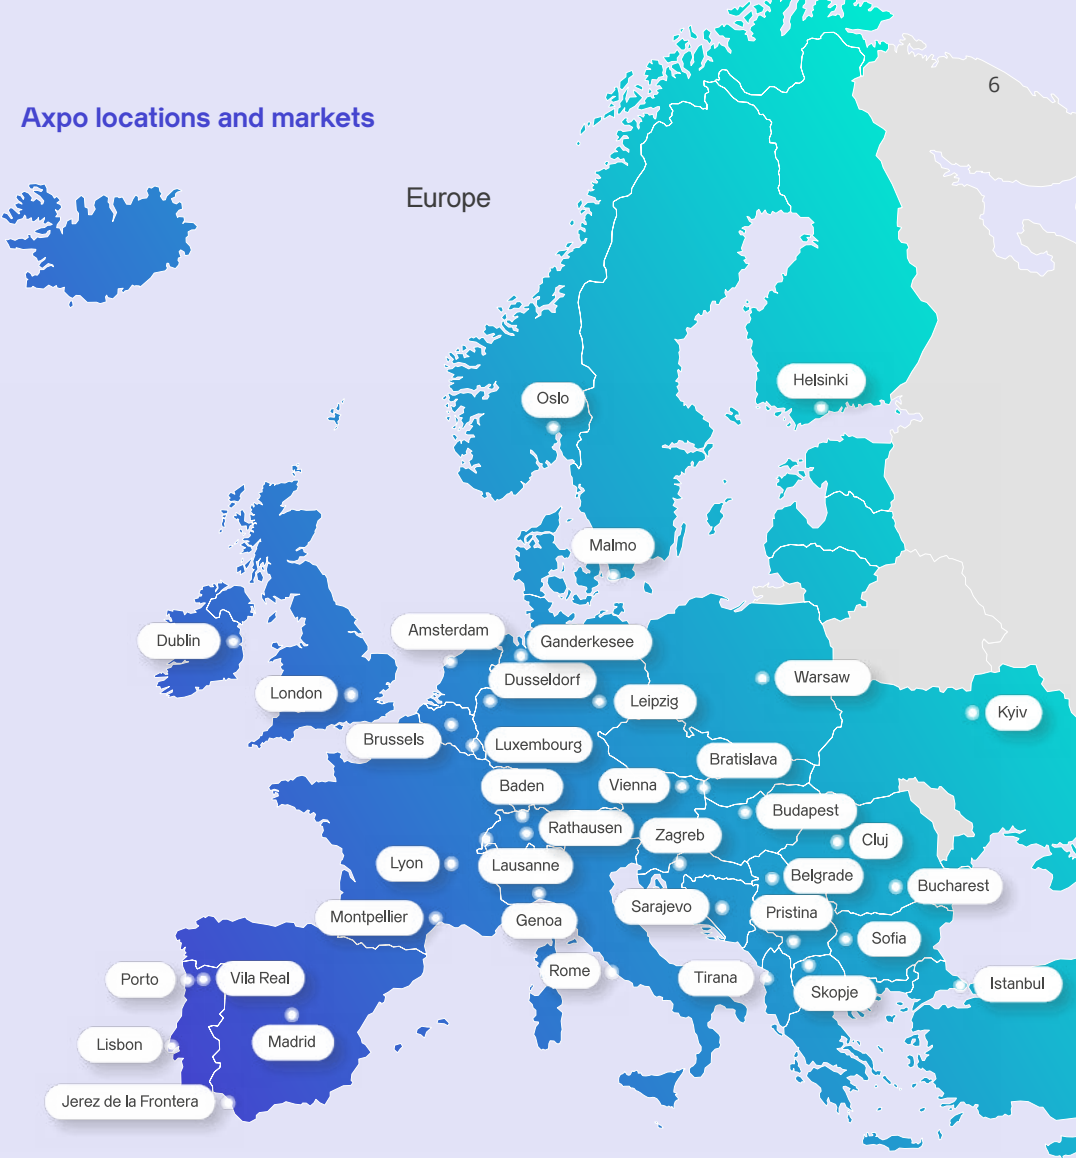 6
Axpo locations and markets
Europe
Helsinki
Oslo
Malmo
Amsterdam
Ganderkesee
Dublin
Dusseldorf
Warsaw
London
Leipzig
Kyiv
Brussels
Luxembourg
Bratislava
Baden
Vienna
Budapest
Rathausen
Zagreb
Cluj
Lyon
Lausanne
Belgrade
Bucharest
Sarajevo
Pristina
Montpellier
Genoa
Sofia
Rome
Porto
Vila Real
Tirana
Skopje
Istanbul
Lisbon
Madrid
Jerez de la Frontera